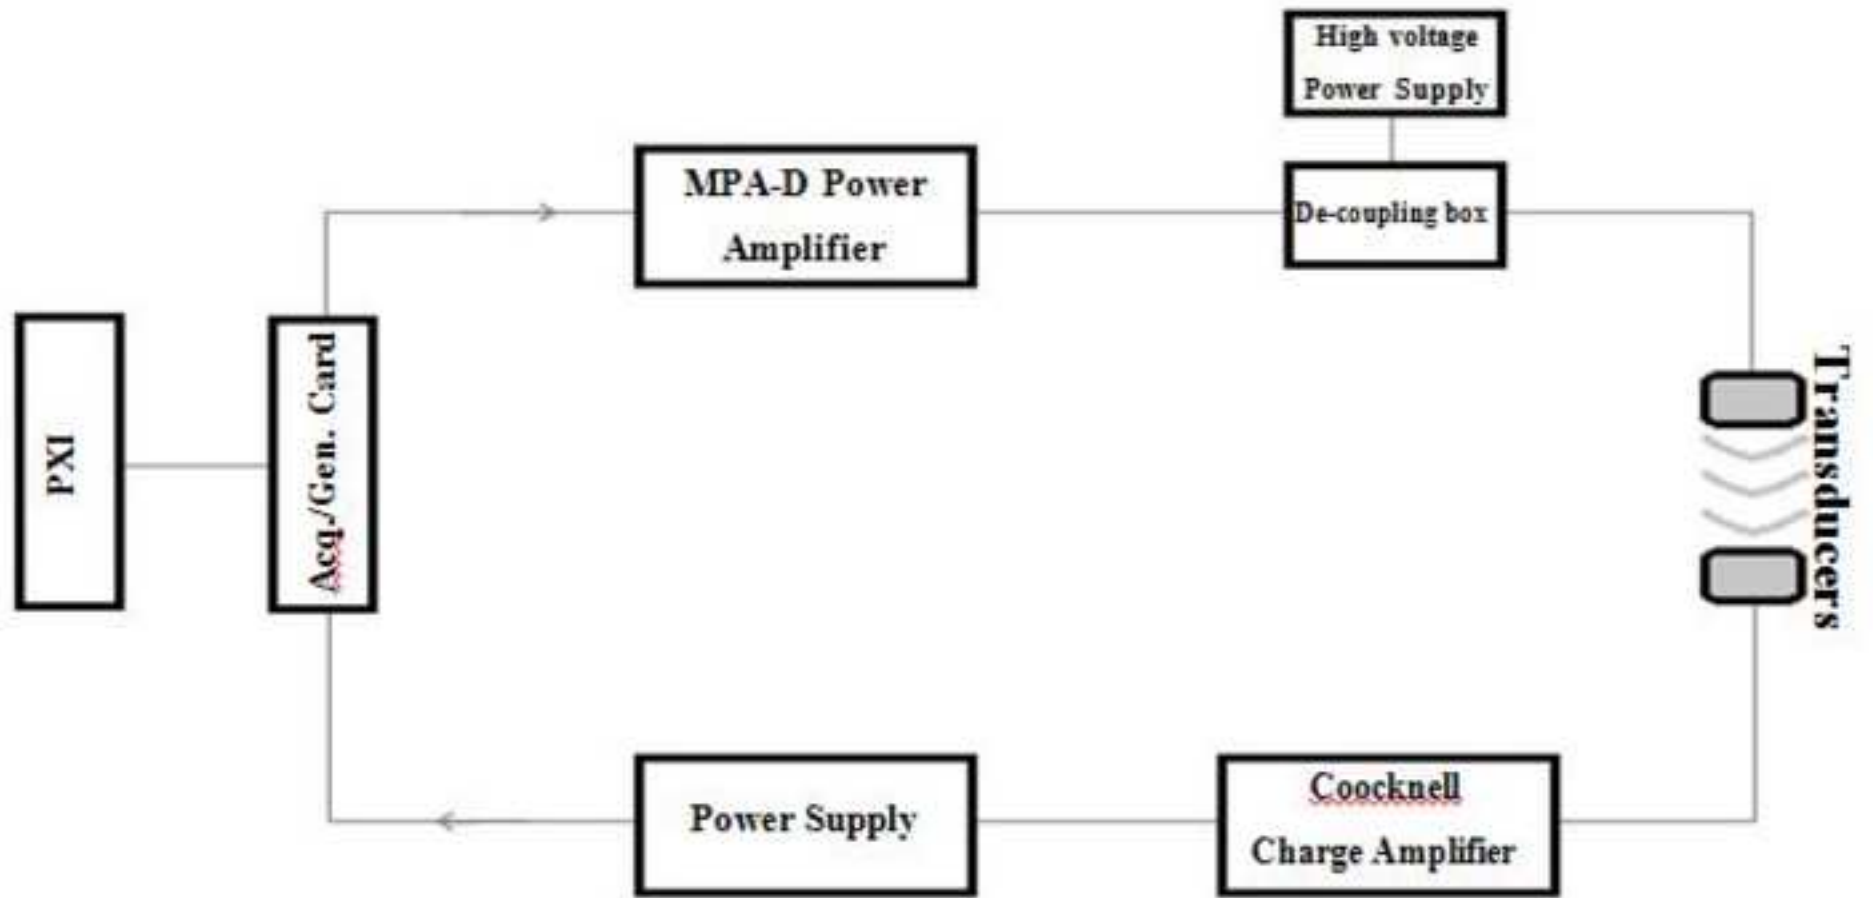 High voltage
Power Supply
MPA-D Power
Amplifier
De-coupling box
PXI
Acq./Gen. Card
Transducers
Power Supply
Coocknell
Charge Amplifier